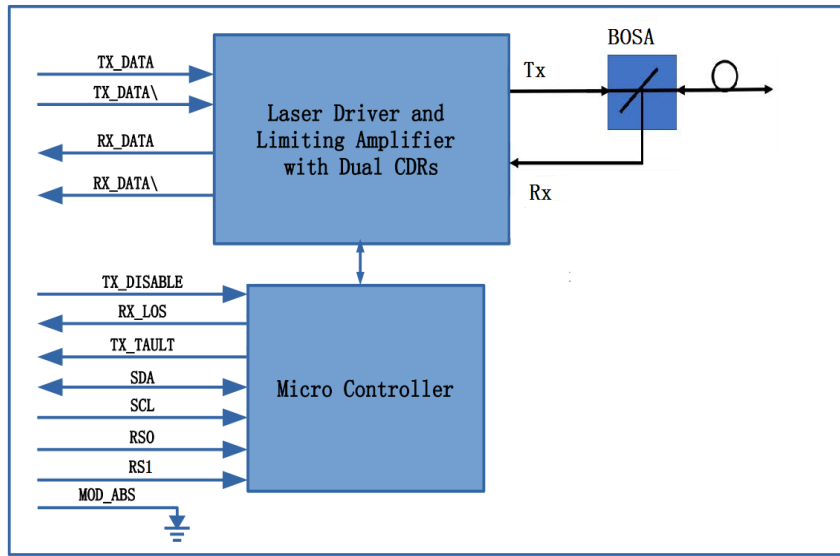 TX_DATA
TX_DATA\
RX_DATA
RX_DATA\
Laser Driver and
Limiting Amplifier
with Dual CDRs
Tx
Rx
BOSA
TX_DISABLE
RX_LOS
TX_TAULT
SDA
SCL
RS0
RS1
MOD_ABS
Micro Controller